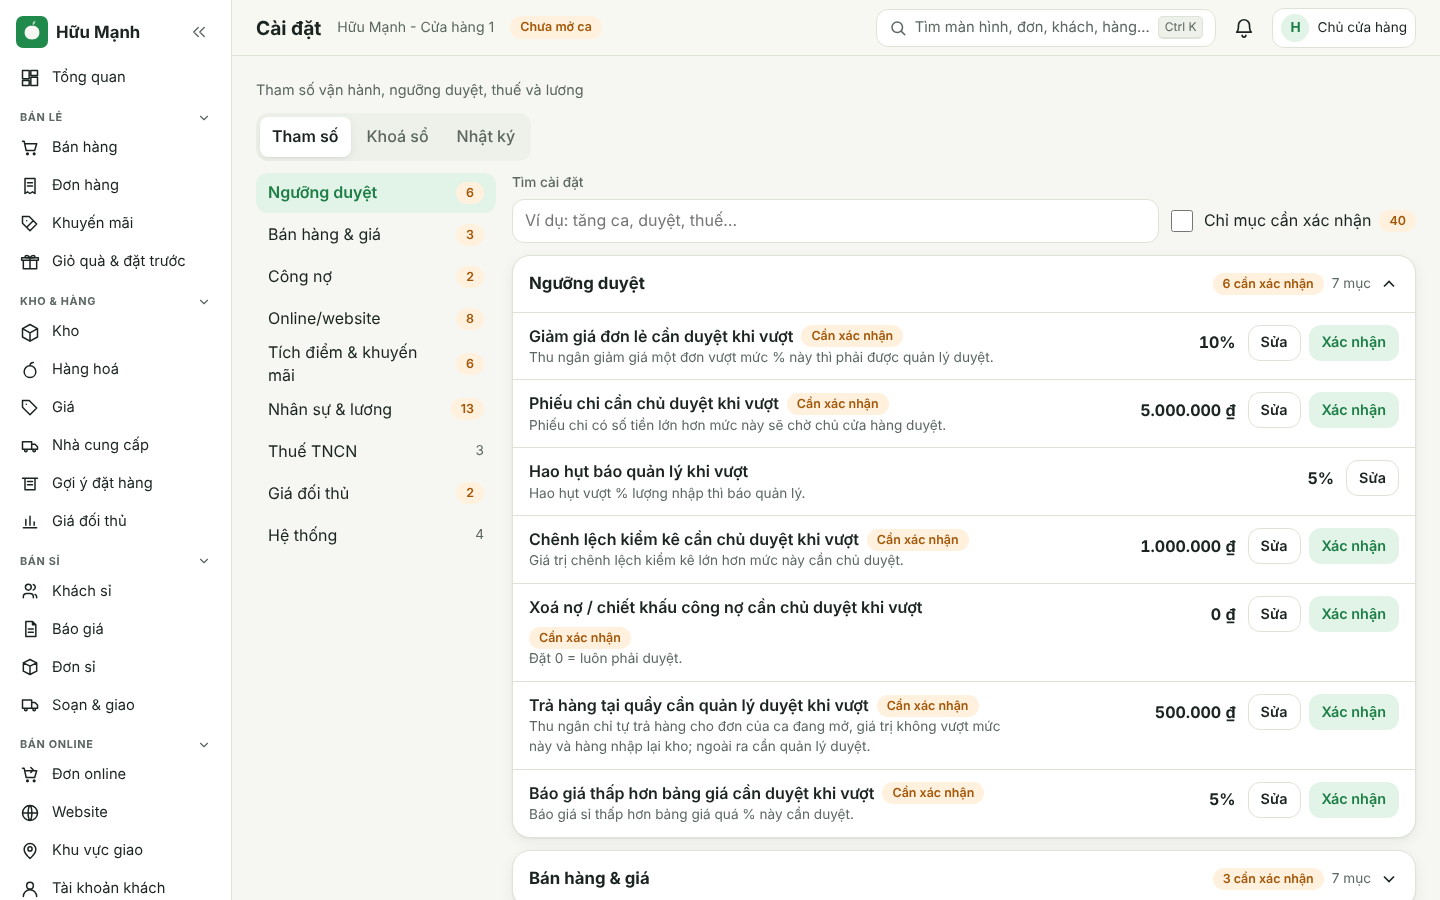 Hữu Mạnh
Tổng quan
BÁN LẺ
Bán hàng
Đơn hàng
Khuyến mãi
Giỏ quà & đặt trước
KHO & HÀNG
Kho
Hàng hoá
Giá
Nhà cung cấp
Gợi ý đặt hàng
Giá đối thủ
BÁN SỈ
Khách sỉ
Báo giá
Đơn sỉ
Soạn & giao
BÁN ONLINE
Đơn online
Website
Khu vực giao
Tài khoản khách
Cài đặt
Hữu Mạnh - Cửa hàng 1
Chưa mở ca
Tìm màn hình, đơn, khách, hàng...
Ctrl K
H
Chủ cửa hàng
Tham số vận hành, ngưỡng duyệt, thuế và lương
Tham số
Khoá sổ
Nhật ký
Ngưỡng duyệt 6
Bán hàng & giá 3
Công nợ 2
Online/website 8
Tích điểm & khuyến
mãi
6
Nhân sự & lương 13
Thuế TNCN 3
Giá đối thủ 2
Hệ thống 4
Tìm cài đặt
Ví dụ: tăng ca, duyệt, thuế...
Chỉ mục cần xác nhận 40
Ngưỡng duyệt
6 cần xác nhận
7 mục
Giảm giá đơn lẻ cần duyệt khi vượt Cần xác nhận
Thu ngân giảm giá một đơn vượt mức % này thì phải được quản lý duyệt.
10% Sửa Xác nhận
Phiếu chi cần chủ duyệt khi vượt Cần xác nhận
Phiếu chi có số tiền lớn hơn mức này sẽ chờ chủ cửa hàng duyệt.
5.000.000 ₫ Sửa Xác nhận
Hao hụt báo quản lý khi vượt
Hao hụt vượt % lượng nhập thì báo quản lý.
5% Sửa
Chênh lệch kiểm kê cần chủ duyệt khi vượt Cần xác nhận
Giá trị chênh lệch kiểm kê lớn hơn mức này cần chủ duyệt.
1.000.000 ₫ Sửa Xác nhận
Xoá nợ / chiết khấu công nợ cần chủ duyệt khi vượt
Cần xác nhận
Đặt 0 = luôn phải duyệt.
0 ₫ Sửa Xác nhận
Trả hàng tại quầy cần quản lý duyệt khi vượt Cần xác nhận
Thu ngân chỉ tự trả hàng cho đơn của ca đang mở, giá trị không vượt mức
này và hàng nhập lại kho; ngoài ra cần quản lý duyệt.
500.000 ₫ Sửa Xác nhận
Báo giá thấp hơn bảng giá cần duyệt khi vượt Cần xác nhận
Báo giá sỉ thấp hơn bảng giá quá % này cần duyệt.
5% Sửa Xác nhận
Bán hàng & giá
3 cần xác nhận
7 mục